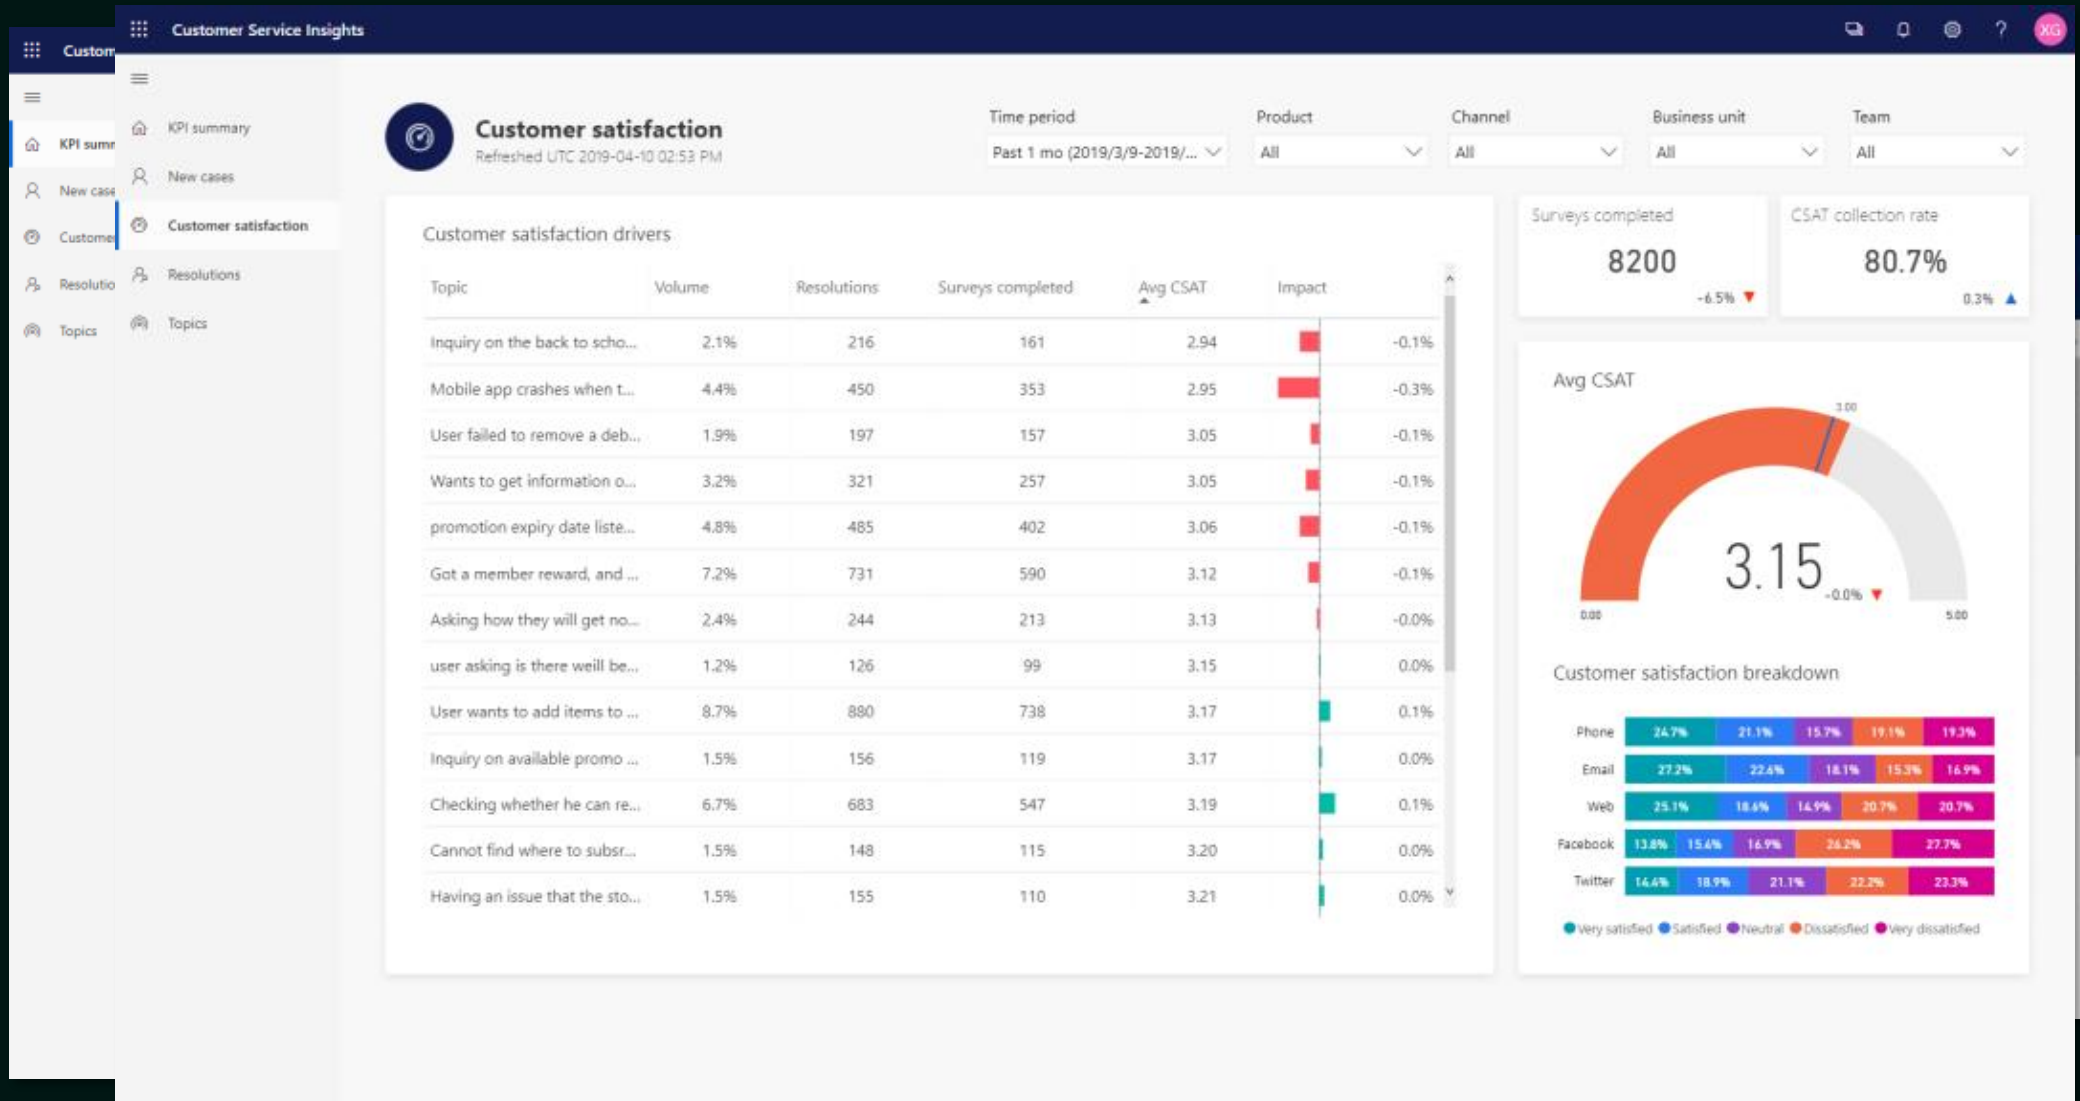 Custom
KPI summ
New case
Custome
Resolutio
Topics
Customer Service Insights
XG
KPI summary
New cases
Customer satisfaction
Resolutions
Topics
Customer satisfaction
Refreshed UTC 2019-04-10 02:53 PM
Time period Product Channel Business unit Team
Past 1 mo (2019/3/9-2019/... All All All All
Customer satisfaction drivers
Topic Volume Resolutions Surveys completed Avg CSAT Impact
Inquiry on the back to scho... 2.1% 216 161 2.94 -0.1%
Mobile app crashes when t... 4.4% 450 353 2.95 -0.3%
User failed to remove a deb... 1.9% 197 157 3.05 -0.1%
Wants to get information o... 3.2% 321 257 3.05 -0.1%
promotion expiry date liste... 4.8% 485 402 3.06 -0.1%
Got a member reward, and ... 7.2% 731 590 3.12 -0.1%
Asking how they will get no... 2.4% 244 213 3.13 -0.0%
user asking is there weill be... 1.2% 126 99 3.15 0.0%
User wants to add items to ... 8.7% 880 738 3.17 0.1%
Inquiry on available promo ... 1.5% 156 119 3.17 0.0%
Checking whether he can re... 6.7% 683 547 3.19 0.1%
Cannot find where to subsr... 1.5% 148 115 3.20 0.0%
Having an issue that the sto... 1.5% 155 110 3.21 0.0%
Surveys completed
8200
-6.5%
CSAT collection rate
80.7%
0.3%
Avg CSAT
3.00
3.15
-0.0%
0.00 5.00
Customer satisfaction breakdown
Phone 24.7% 21.1% 15.7% 19.1% 19.3%
Email 27.2% 22.6% 18.1% 15.3% 16.9%
Web 25.1% 18.6% 14.9% 20.7% 20.7%
Facebook 13.8% 15.4% 16.9% 26.2% 27.7%
Twitter 14.4% 18.9% 21.1% 22.2% 23.3%
Very satisfied Satisfied Neutral Dissatisfied Very dissatisfied